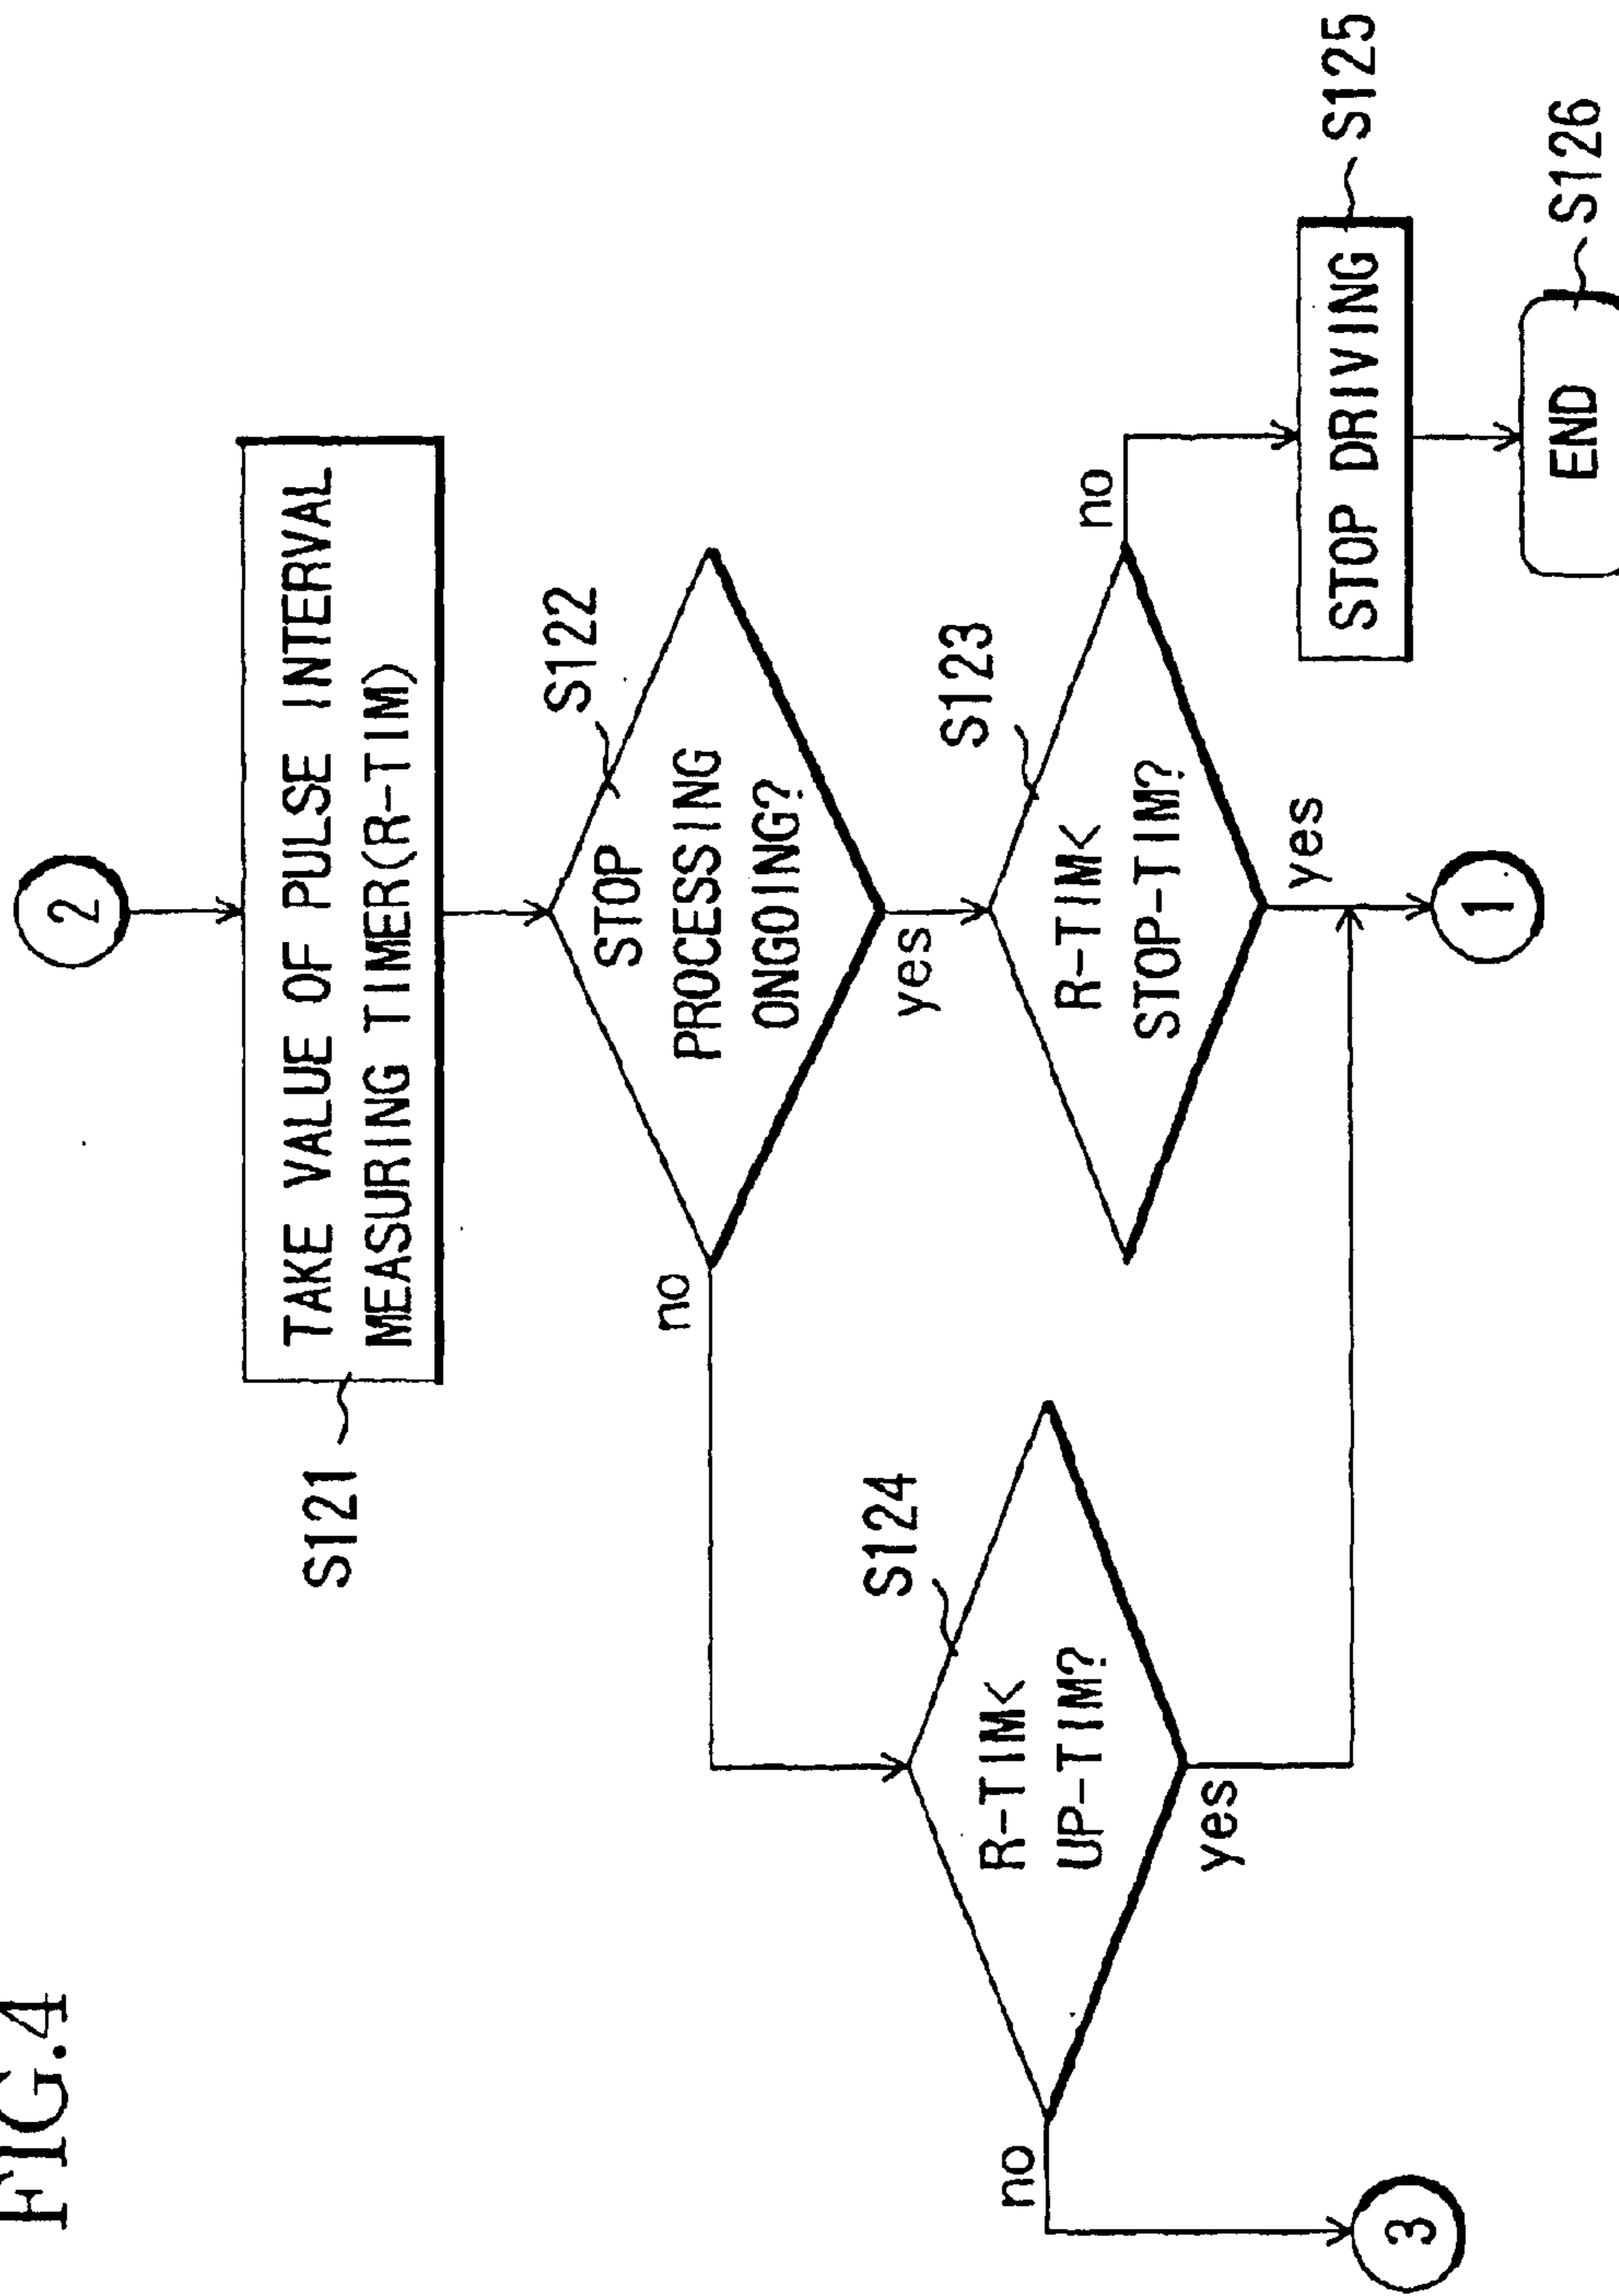 FIG.4
2
TAKE VALUE OF PULSE INTERVAL
MEASURING TIMER(R-TIM)
S121
STOP
PROCESSING
ONGOING?
S122
no
yes
R-TIM<
UP-TIM?
S124
no
yes
R-TIM<
STOP-TIM?
S123
no
yes
STOP DRIVING
S125
3
1
END
S126